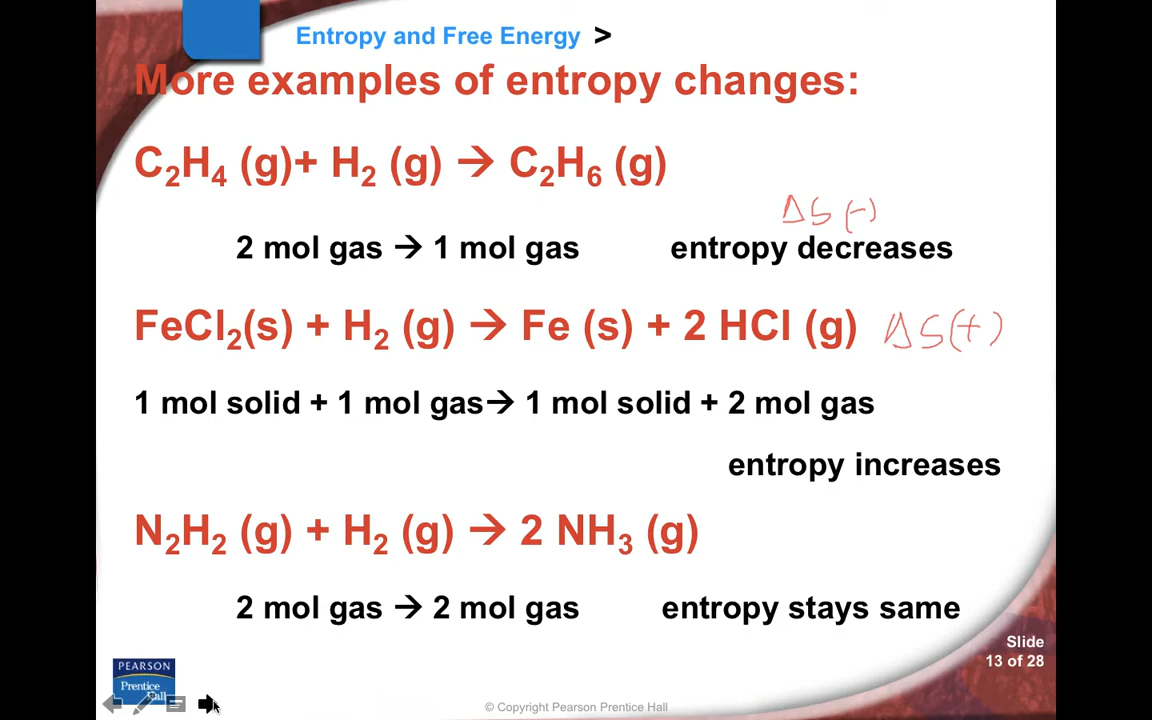 Entropy and Free Energy >
More examples of entropy changes:
C₂H₄ (g)+ H₂ (g) → C₂H₆ (g)
ΔS (-)
2 mol gas → 1 mol gas entropy decreases
FeCl₂(s) + H₂ (g) → Fe (s) + 2 HCl (g) ΔS(+)
1 mol solid + 1 mol gas→ 1 mol solid + 2 mol gas
entropy increases
N₂H₂ (g) + H₂ (g) → 2 NH₃ (g)
2 mol gas → 2 mol gas entropy stays same
Slide
13 of 28
PEARSON
Prentice
Hall
© Copyright Pearson Prentice Hall